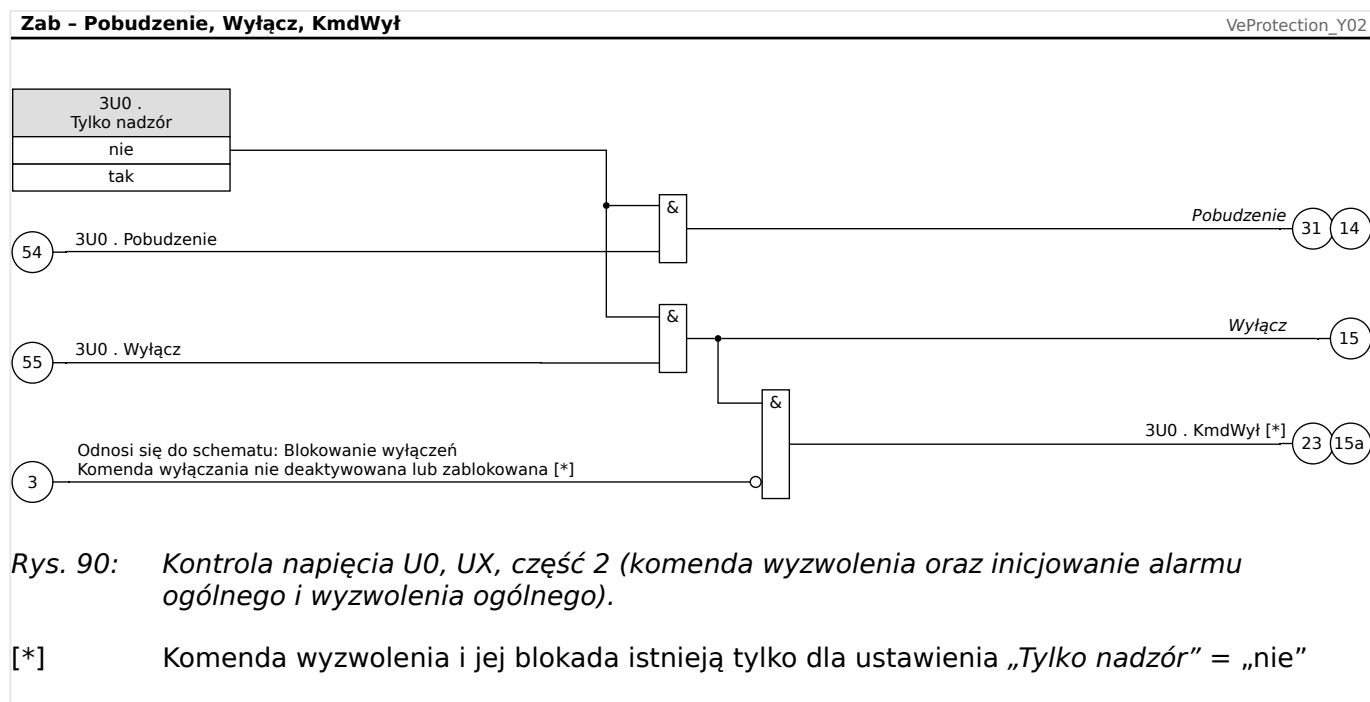 Zab – Pobudzenie, Wyłącz, KmdWył
VeProtection_Y02
3U0 .
Tylko nadzór
nie
tak
&
Pobudzenie
31
14
54
3U0 . Pobudzenie
&
Wyłącz
15
55
3U0 . Wyłącz
&
3U0 . KmdWył [*]
23
15a
Odnosi się do schematu: Blokowanie wyłączeń
Komenda wyłączania nie deaktywowana lub zablokowana [*]
3
Rys. 90: Kontrola napięcia U0, UX, część 2 (komenda wyzwolenia oraz inicjowanie alarmu
ogólnego i wyzwolenia ogólnego).
[*] Komenda wyzwolenia i jej blokada istnieją tylko dla ustawienia „Tylko nadzór” = „nie”